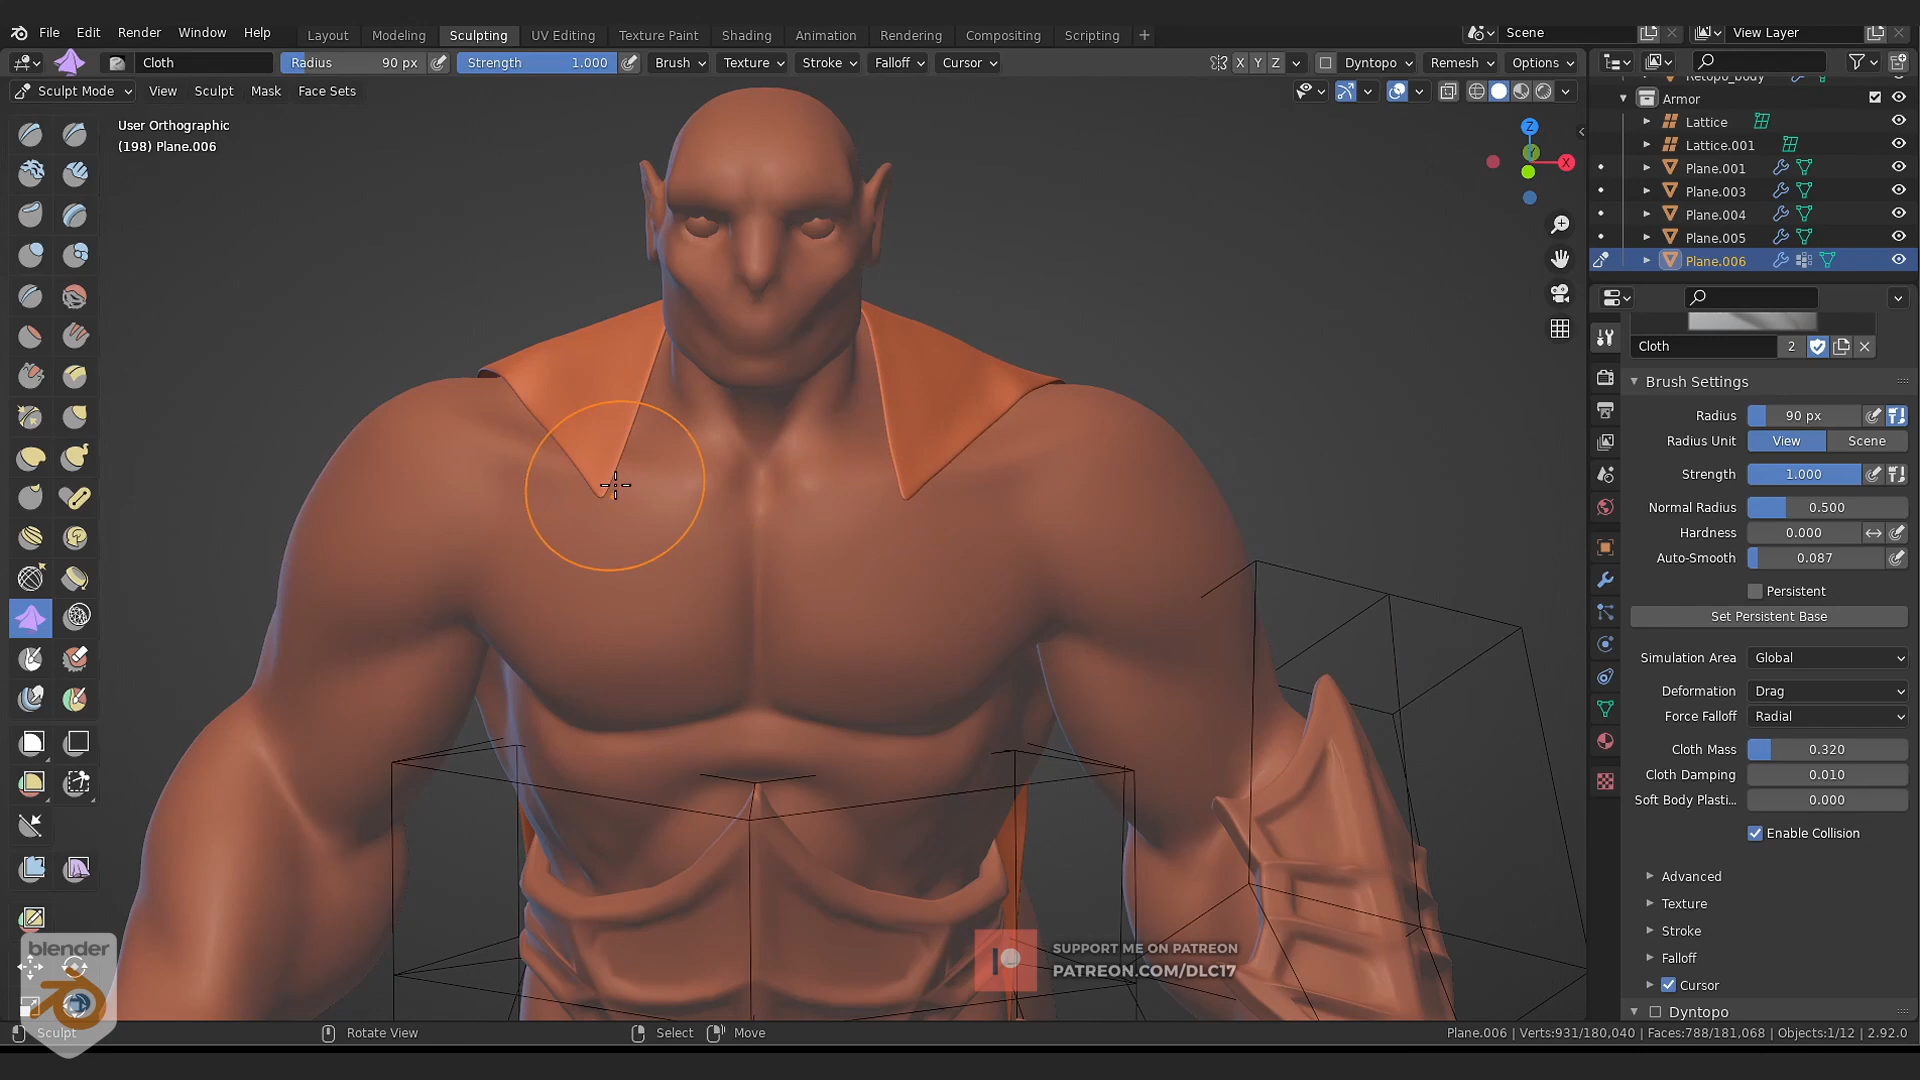 File Edit Render Window Help Layout Modeling Sculpting UV Editing Texture Paint Shading Animation Rendering Compositing Scripting + Scene View Layer
Cloth Radius 90 px Strength 1.000 Brush Texture Stroke Falloff Cursor X Y Z Dyntopo Remesh Options
Sculpt Mode View Sculpt Mask Face Sets
User Orthographic
(198) Plane.006
Z
Y
X
Retopo_body
Armor
Lattice
Lattice.001
Plane.001
Plane.003
Plane.004
Plane.005
Plane.006
Cloth 2
Brush Settings
Radius 90 px
Radius Unit View Scene
Strength 1.000
Normal Radius 0.500
Hardness 0.000
Auto-Smooth 0.087
Persistent
Set Persistent Base
Simulation Area Global
Deformation Drag
Force Falloff Radial
Cloth Mass 0.320
Cloth Damping 0.010
Soft Body Plasti... 0.000
Enable Collision
Advanced
Texture
Stroke
Falloff
Cursor
Dyntopo
blender
SUPPORT ME ON PATREON
PATREON.COM/DLC17
Sculpt Rotate View Select Move Plane.006 | Verts:931/180,040 | Faces:788/181,068 | Objects:1/12 | 2.92.0